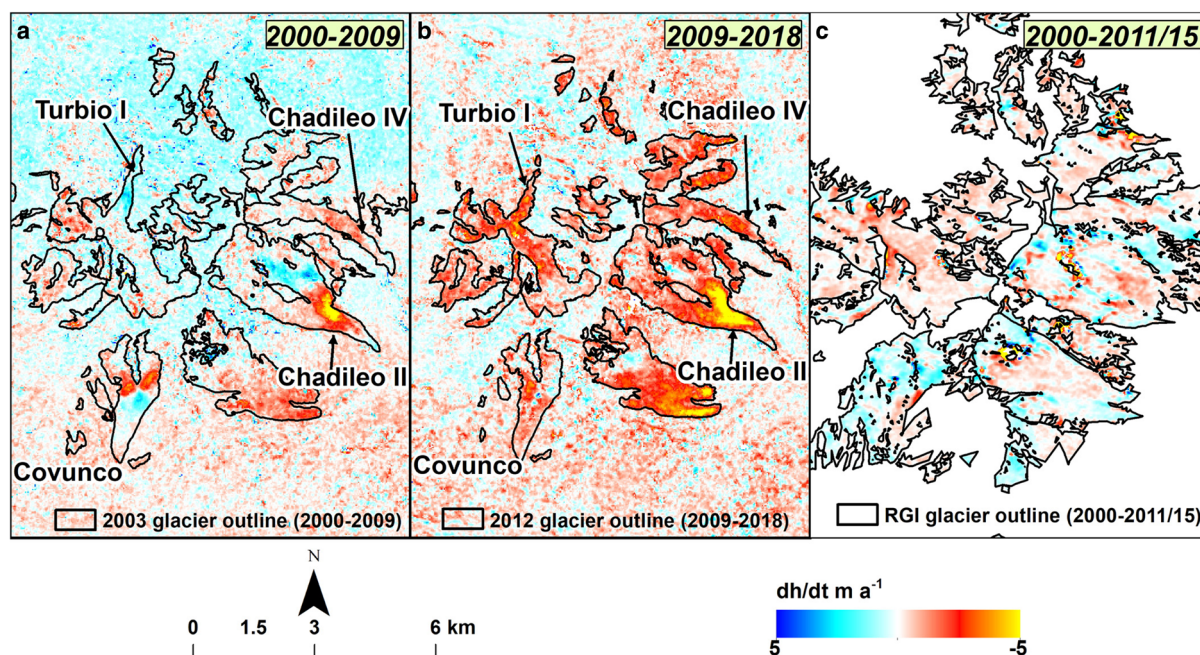 a
2000-2009
Turbio I
Chadileo IV
Chadileo II
Covunco
2003 glacier outline (2000-2009)
b
2009-2018
Turbio I
Chadileo IV
Chadileo II
Covunco
2012 glacier outline (2009-2018)
c
2000-2011/15
RGI glacier outline (2000-2011/15)
N
0 1.5 3 6 km
dh/dt m a⁻¹
5 -5